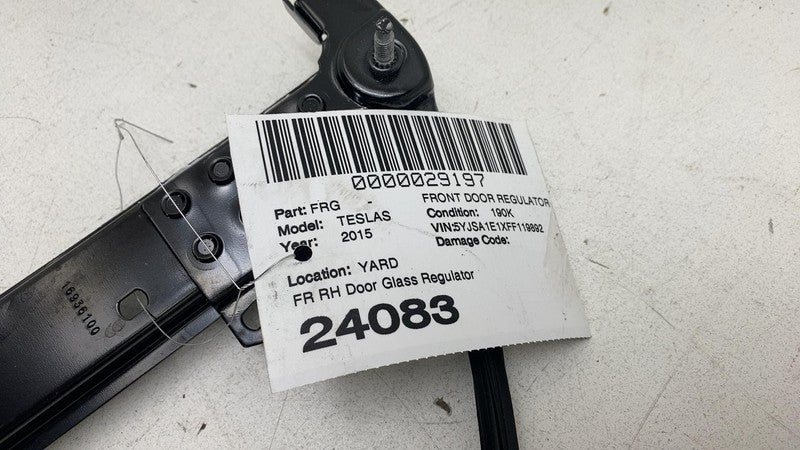 0000029197
Part: FRG - FRONT DOOR REGULATOR
Model: TESLAS Condition: 190K
Year: 2015 VIN:5YJSA1E1XFF119892
Damage Code:
Location: YARD
FR RH Door Glass Regulator
24083
16936100